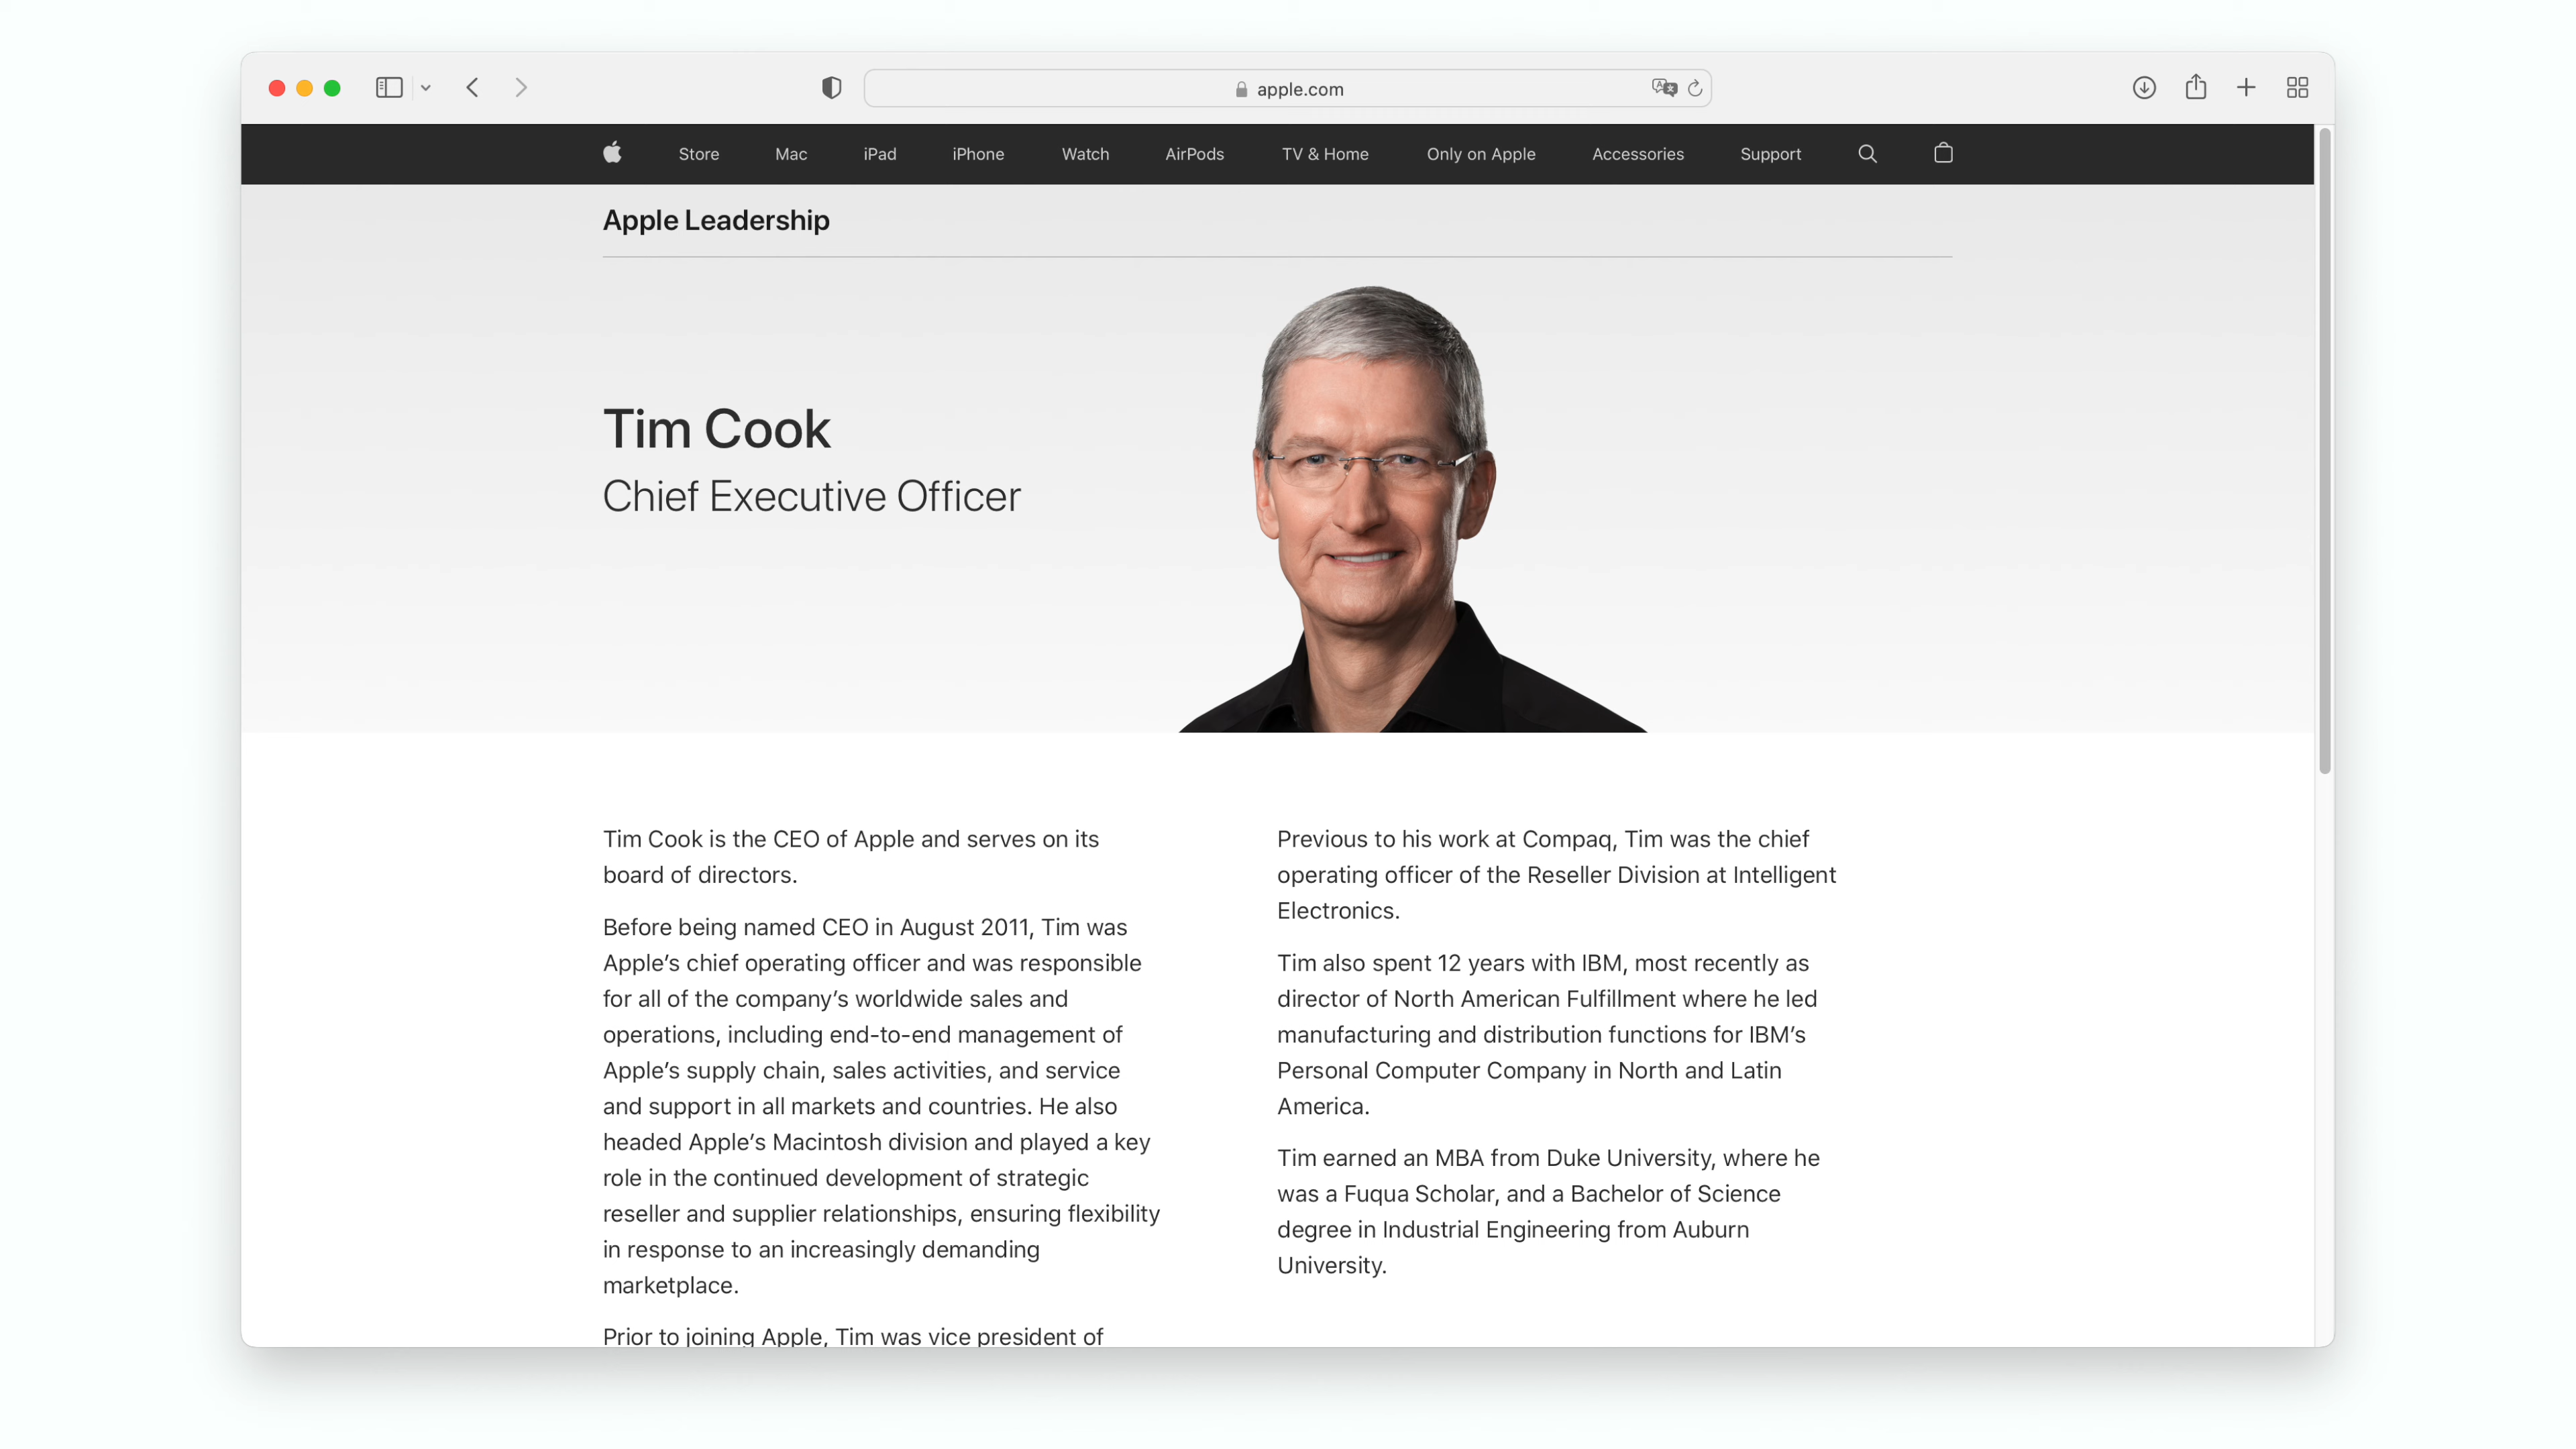 apple.com
Store
Mac
iPad
iPhone
Watch
AirPods
TV & Home
Only on Apple
Accessories
Support
Apple Leadership
Tim Cook
Chief Executive Officer
Tim Cook is the CEO of Apple and serves on its
board of directors.
Before being named CEO in August 2011, Tim was
Apple’s chief operating officer and was responsible
for all of the company’s worldwide sales and
operations, including end-to-end management of
Apple’s supply chain, sales activities, and service
and support in all markets and countries. He also
headed Apple’s Macintosh division and played a key
role in the continued development of strategic
reseller and supplier relationships, ensuring flexibility
in response to an increasingly demanding
marketplace.
Prior to joining Apple, Tim was vice president of
Previous to his work at Compaq, Tim was the chief
operating officer of the Reseller Division at Intelligent
Electronics.
Tim also spent 12 years with IBM, most recently as
director of North American Fulfillment where he led
manufacturing and distribution functions for IBM’s
Personal Computer Company in North and Latin
America.
Tim earned an MBA from Duke University, where he
was a Fuqua Scholar, and a Bachelor of Science
degree in Industrial Engineering from Auburn
University.